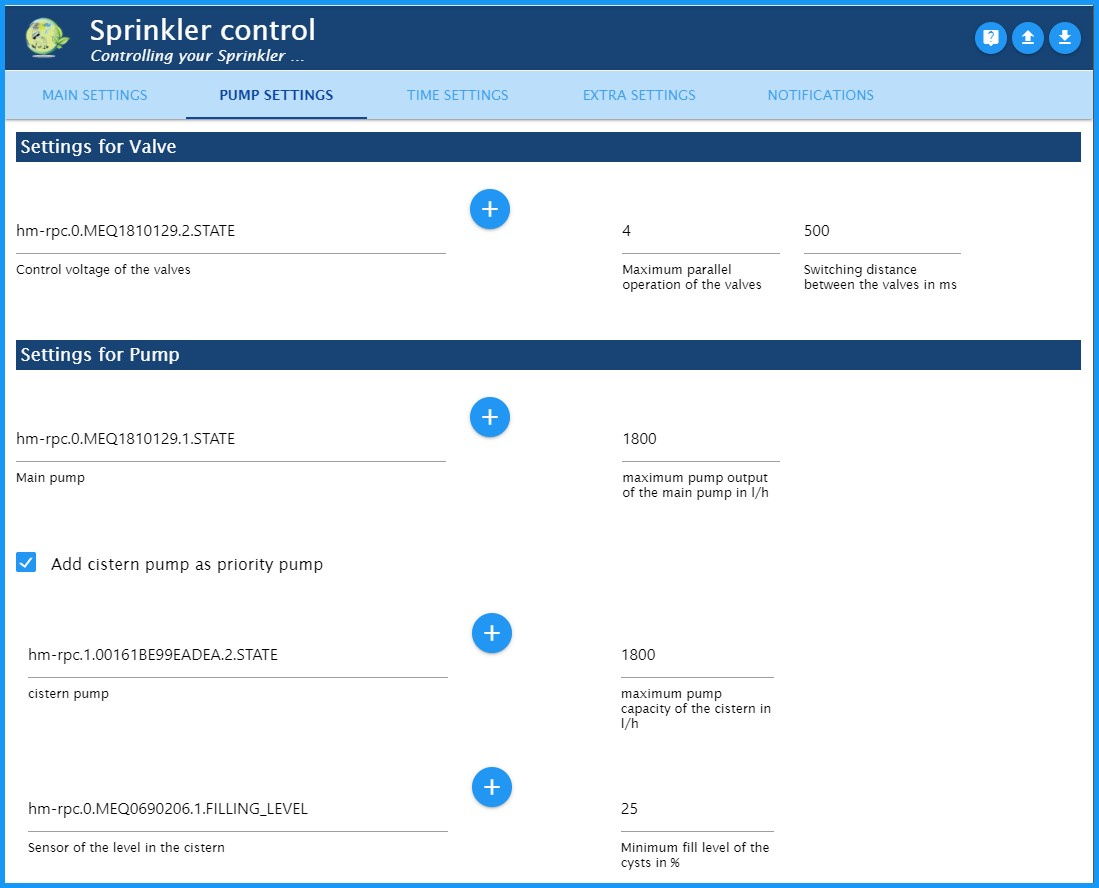 Sprinkler control
Controlling your Sprinkler ...
MAIN SETTINGS PUMP SETTINGS TIME SETTINGS EXTRA SETTINGS NOTIFICATIONS
Settings for Valve
hm-rpc.0.MEQ1810129.2.STATE
Control voltage of the valves
4
Maximum parallel
operation of the valves
500
Switching distance
between the valves in ms
Settings for Pump
hm-rpc.0.MEQ1810129.1.STATE
Main pump
1800
maximum pump output
of the main pump in l/h
Add cistern pump as priority pump
hm-rpc.1.00161BE99EADEA.2.STATE
cistern pump
1800
maximum pump
capacity of the cistern in
l/h
hm-rpc.0.MEQ0690206.1.FILLING_LEVEL
Sensor of the level in the cistern
25
Minimum fill level of the
cysts in %